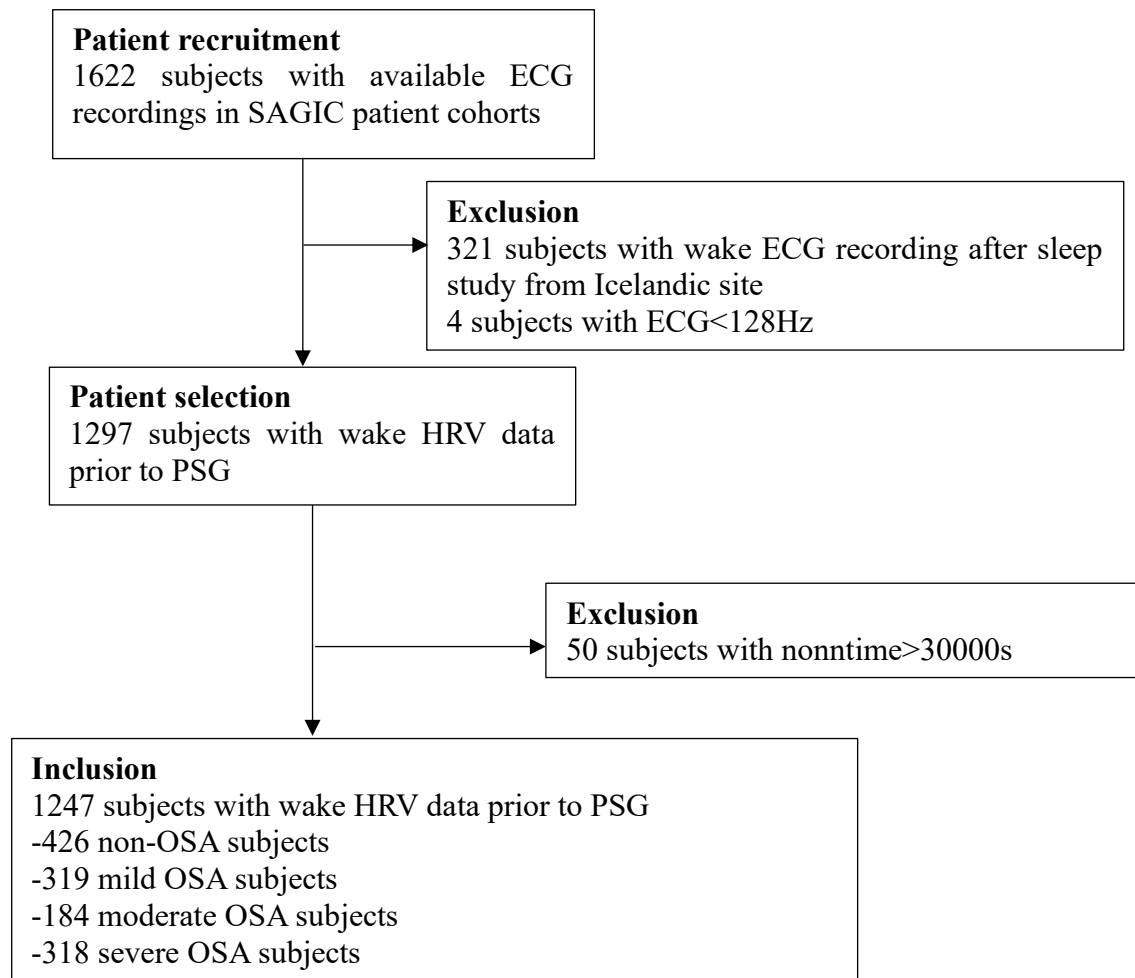 Patient recruitment
1622 subjects with available ECG
recordings in SAGIC patient cohorts
Exclusion
321 subjects with wake ECG recording after sleep
study from Icelandic site
4 subjects with ECG<128Hz
Patient selection
1297 subjects with wake HRV data
prior to PSG
Exclusion
50 subjects with nonntime>30000s
Inclusion
1247 subjects with wake HRV data prior to PSG
-426 non-OSA subjects
-319 mild OSA subjects
-184 moderate OSA subjects
-318 severe OSA subjects